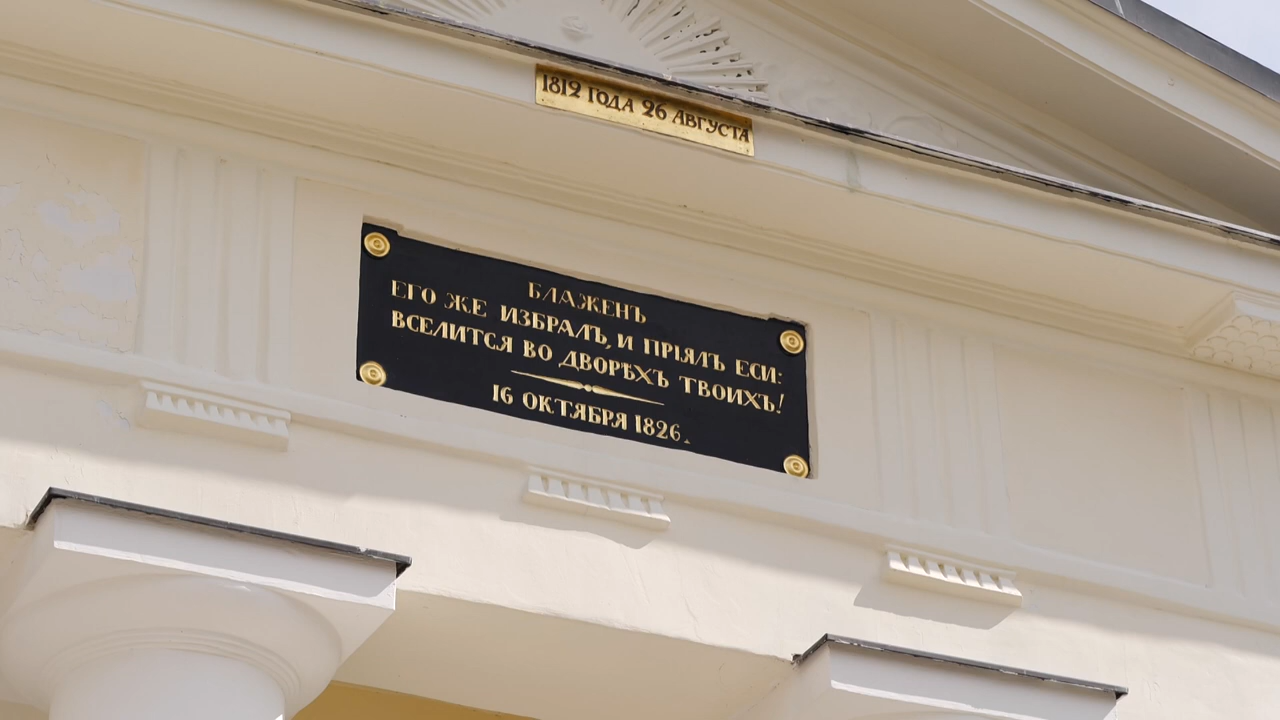 1812 ГОДА 26 АВГУСТА
БЛАЖЕНЪ
ЕГО ЖЕ ИЗБРАЛЪ, И ПРІЯЛЪ ЕСИ:
ВСЕЛИТСЯ ВО ДВОРѢХЪ ТВОИХЪ!
16 ОКТЯБРЯ 1826.